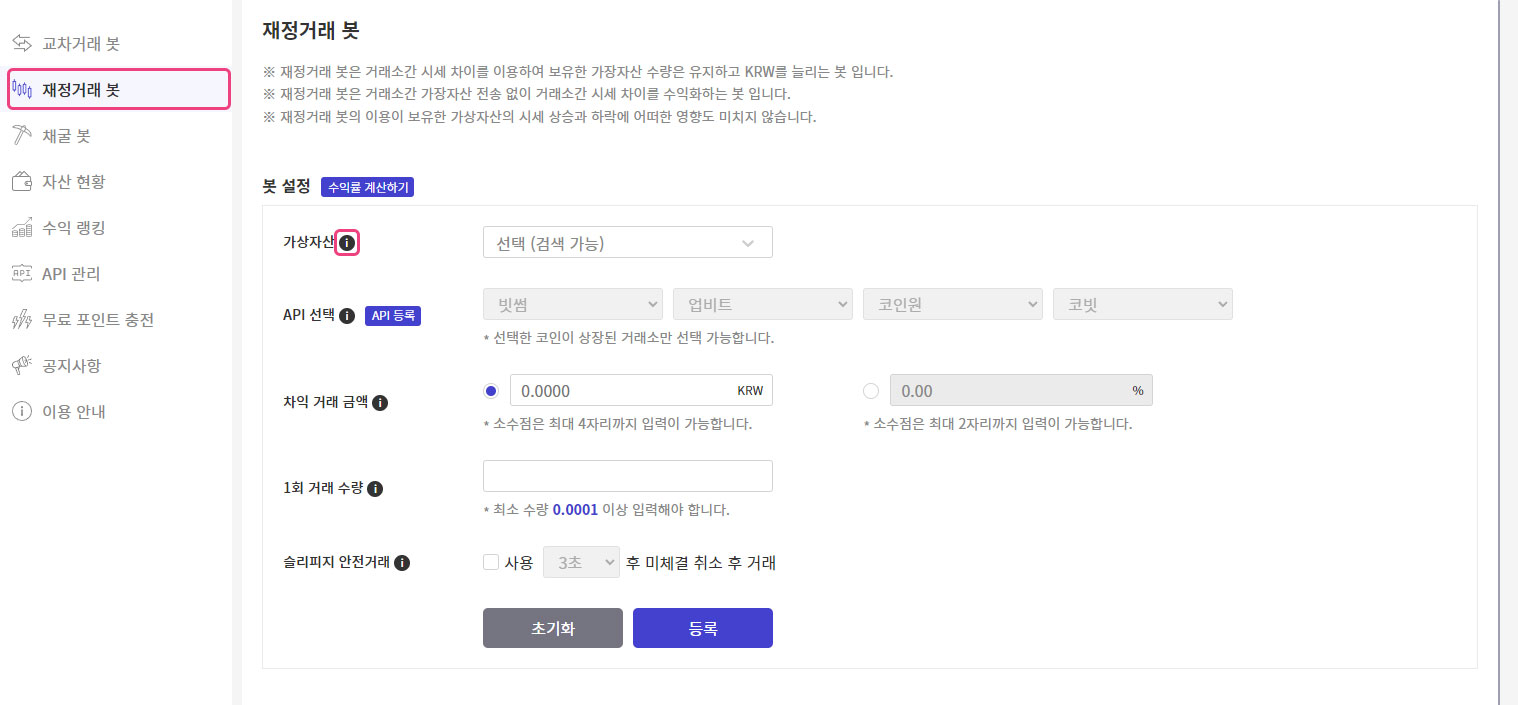 교차거래 봇
재정거래 봇
채굴 봇
자산 현황
수익 랭킹
API API 관리
무료 포인트 충전
공지사항
이용 안내
재정거래 봇
※ 재정거래 봇은 거래소간 시세 차이를 이용하여 보유한 가장자산 수량은 유지하고 KRW를 늘리는 봇 입니다.
※ 재정거래 봇은 거래소간 가장자산 전송 없이 거래소간 시세 차이를 수익화하는 봇 입니다.
※ 재정거래 봇의 이용이 보유한 가상자산의 시세 상승과 하락에 어떠한 영향도 미치지 않습니다.
봇 설정 수익률 계산하기
가상자산 i 선택 (검색 가능)
API 선택 i API 등록 빗썸 업비트 코인원 코빗
* 선택한 코인이 상장된 거래소만 선택 가능합니다.
차익 거래 금액 i 0.0000 KRW 0.00 %
* 소수점은 최대 4자리까지 입력이 가능합니다. * 소수점은 최대 2자리까지 입력이 가능합니다.
1회 거래 수량 i
* 최소 수량 0.0001 이상 입력해야 합니다.
슬리피지 안전거래 i 사용 3초 후 미체결 취소 후 거래
초기화 등록